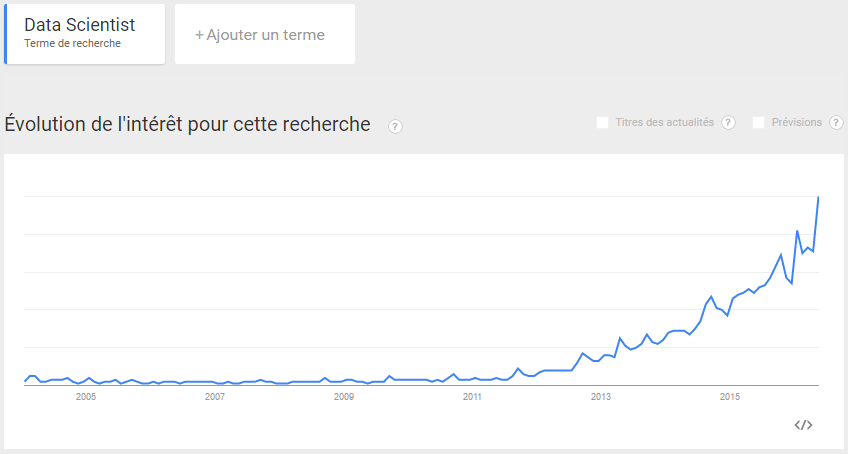 Data Scientist
Terme de recherche
+ Ajouter un terme
Évolution de l'intérêt pour cette recherche ?
Titres des actualités ?
Prévisions ?
2005 2007 2009 2011 2013 2015
</>